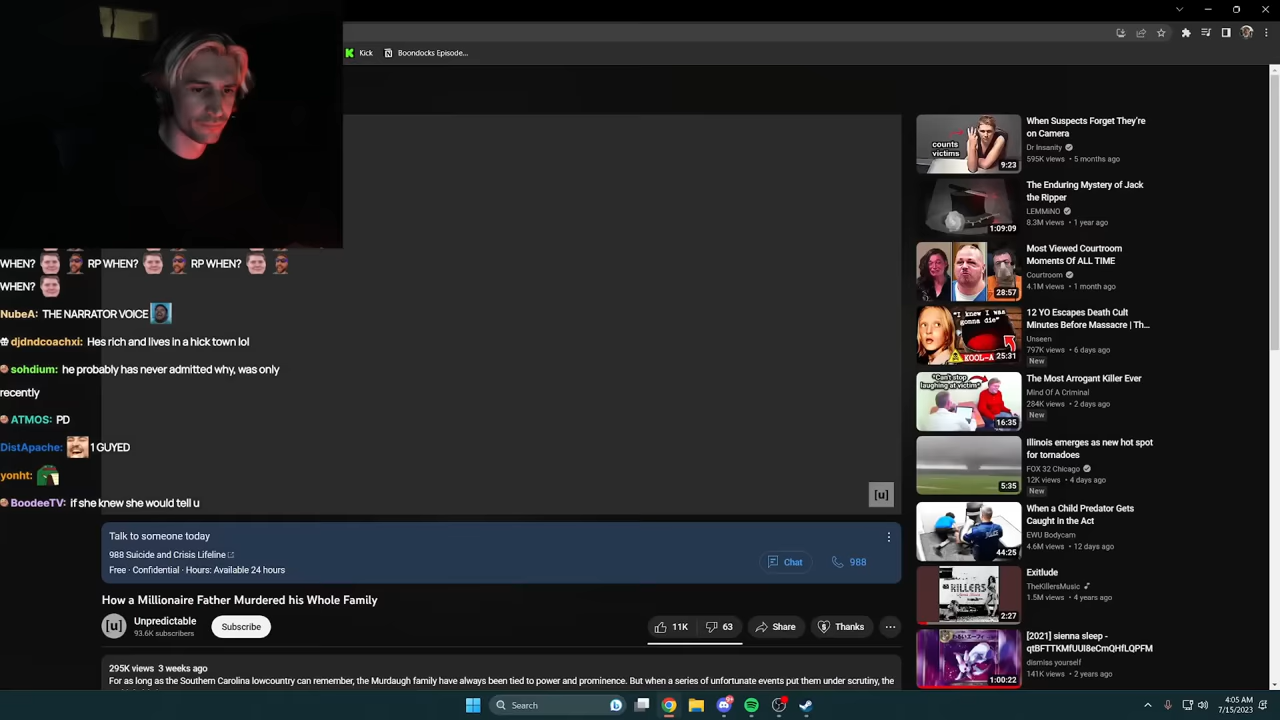 Kick
Boondocks Episode...
WHEN? RP WHEN? RP WHEN?
WHEN?
NubeA: THE NARRATOR VOICE
djdndcoachxi: Hes rich and lives in a hick town lol
sohdium: he probably has never admitted why, was only
recently
ATMOS: PD
DistApache: 1 GUYED
yonht:
BoodeeTV: if she knew she would tell u
[u]
Talk to someone today
988 Suicide and Crisis Lifeline
Free · Confidential · Hours: Available 24 hours
Chat
988
How a Millionaire Father Murdered his Whole Family
[u]
Unpredictable
93.6K subscribers
Subscribe
11K
63
Share
Thanks
295K views 3 weeks ago
For as long as the Southern Carolina lowcountry can remember, the Murdaugh family have always been tied to power and promince. But when a series of unfortunate events put them under scrutiny, the
counts
victims
9:23
When Suspects Forget They're
on Camera
Dr Insanity
595K views • 5 months ago
1:09:09
The Enduring Mystery of Jack
the Ripper
LEMMiNO
8.3M views • 1 year ago
28:57
Most Viewed Courtroom
Moments Of ALL TIME
Courtroom
4.1M views • 1 month ago
"I knew I was
gonna die"
KOOL-A
25:31
12 YO Escapes Death Cult
Minutes Before Massacre | Th...
Unseen
797K views • 6 days ago
New
*Can't stop
laughing at victim*
16:35
The Most Arrogant Killer Ever
Mind Of A Criminal
284K views • 2 days ago
New
5:35
Illinois emerges as new hot spot
for tornadoes
FOX 32 Chicago
12K views • 4 days ago
New
44:25
When a Child Predator Gets
Caught in the Act
EWU Bodycam
4.6M views • 12 days ago
KILLERS
2:27
Exitlude
TheKillersMusic
1.5M views • 4 years ago
1:00:22
[2021] sienna sleep -
qtBFTTKMfUUI8eCmQHfLQPFM
dismiss yourself
141K views • 2 years ago
Search
4:05 AM
7/15/2023